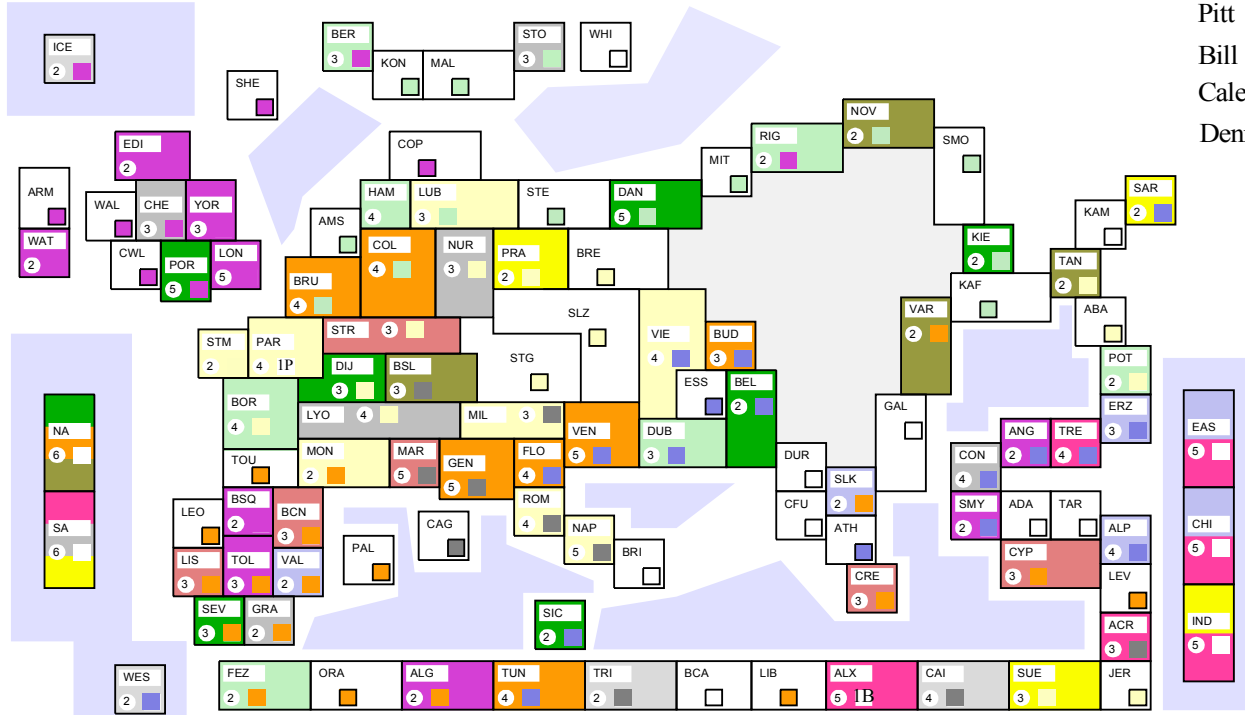 Pitt
Bill
Cale
Den
ICE
2
BER
3
KON
MAL
STO
3
WHI
SHE
EDI
2
COP
MIT
RIG
2
NOV
2
SMO
ARM
WAL
CHE
3
YOR
3
AMS
HAM
4
LUB
3
STE
DAN
5
KAM
SAR
2
WAT
2
CWL
POR
5
LON
5
BRU
4
COL
4
NUR
3
PRA
2
BRE
KIE
2
TAN
2
KAF
ABA
STM
2
PAR
4 1P
STR 3
SLZ
STG
VIE
4
BUD
3
VAR
2
DIJ
3
BSL
3
ESS
BEL
2
POT
2
BOR
4
LYO 4
MIL 3
VEN
5
DUB
3
GAL
ERZ
3
NA
6
EAS
5
TOU
MON
2
MAR
5
GEN
5
FLO
4
DUR
SLK
2
CON
4
ANG
2
TRE
4
SA
6
CHI
5
LEO
BSQ
2
BCN
3
ROM
4
CAG
NAP
5
BRI
CFU
ATH
SMY
2
ADA
TAR
ALP
4
LIS
3
TOL
3
VAL
2
PAL
CRE
3
CYP
3
LEV
IND
5
SEV
3
GRA
2
SIC
2
ACR
3
WES
2
FEZ
2
ORA
ALG
2
TUN
4
TRI
2
BCA
LIB
ALX
5 1B
CAI
4
SUE
3
JER